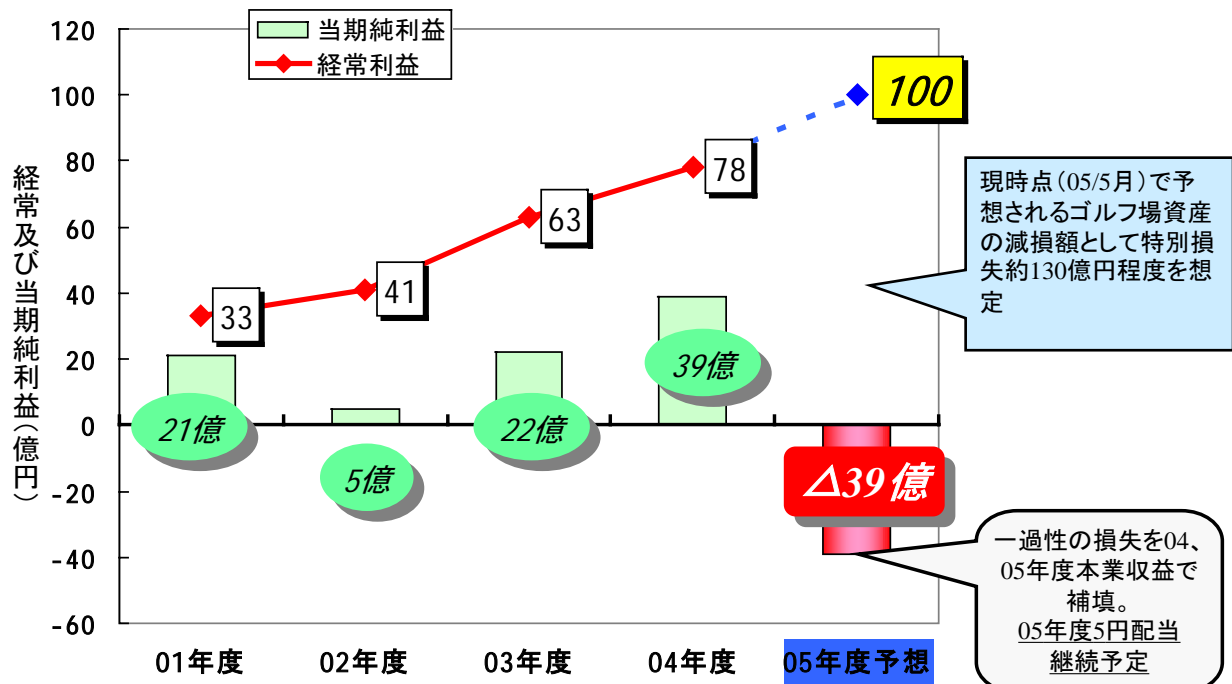 当期純利益
経常利益
経常及び当期純利益(億円)
120
100
80
60
40
20
0
-20
-40
-60
33
41
63
78
100
21億
5億
22億
39億
△39億
現時点(05/5月)で予
想されるゴルフ場資産
の減損額として特別損
失約130億円程度を想
定
一過性の損失を04、
05年度本業収益で
補填。
05年度5円配当
継続予定
01年度
02年度
03年度
04年度
05年度予想